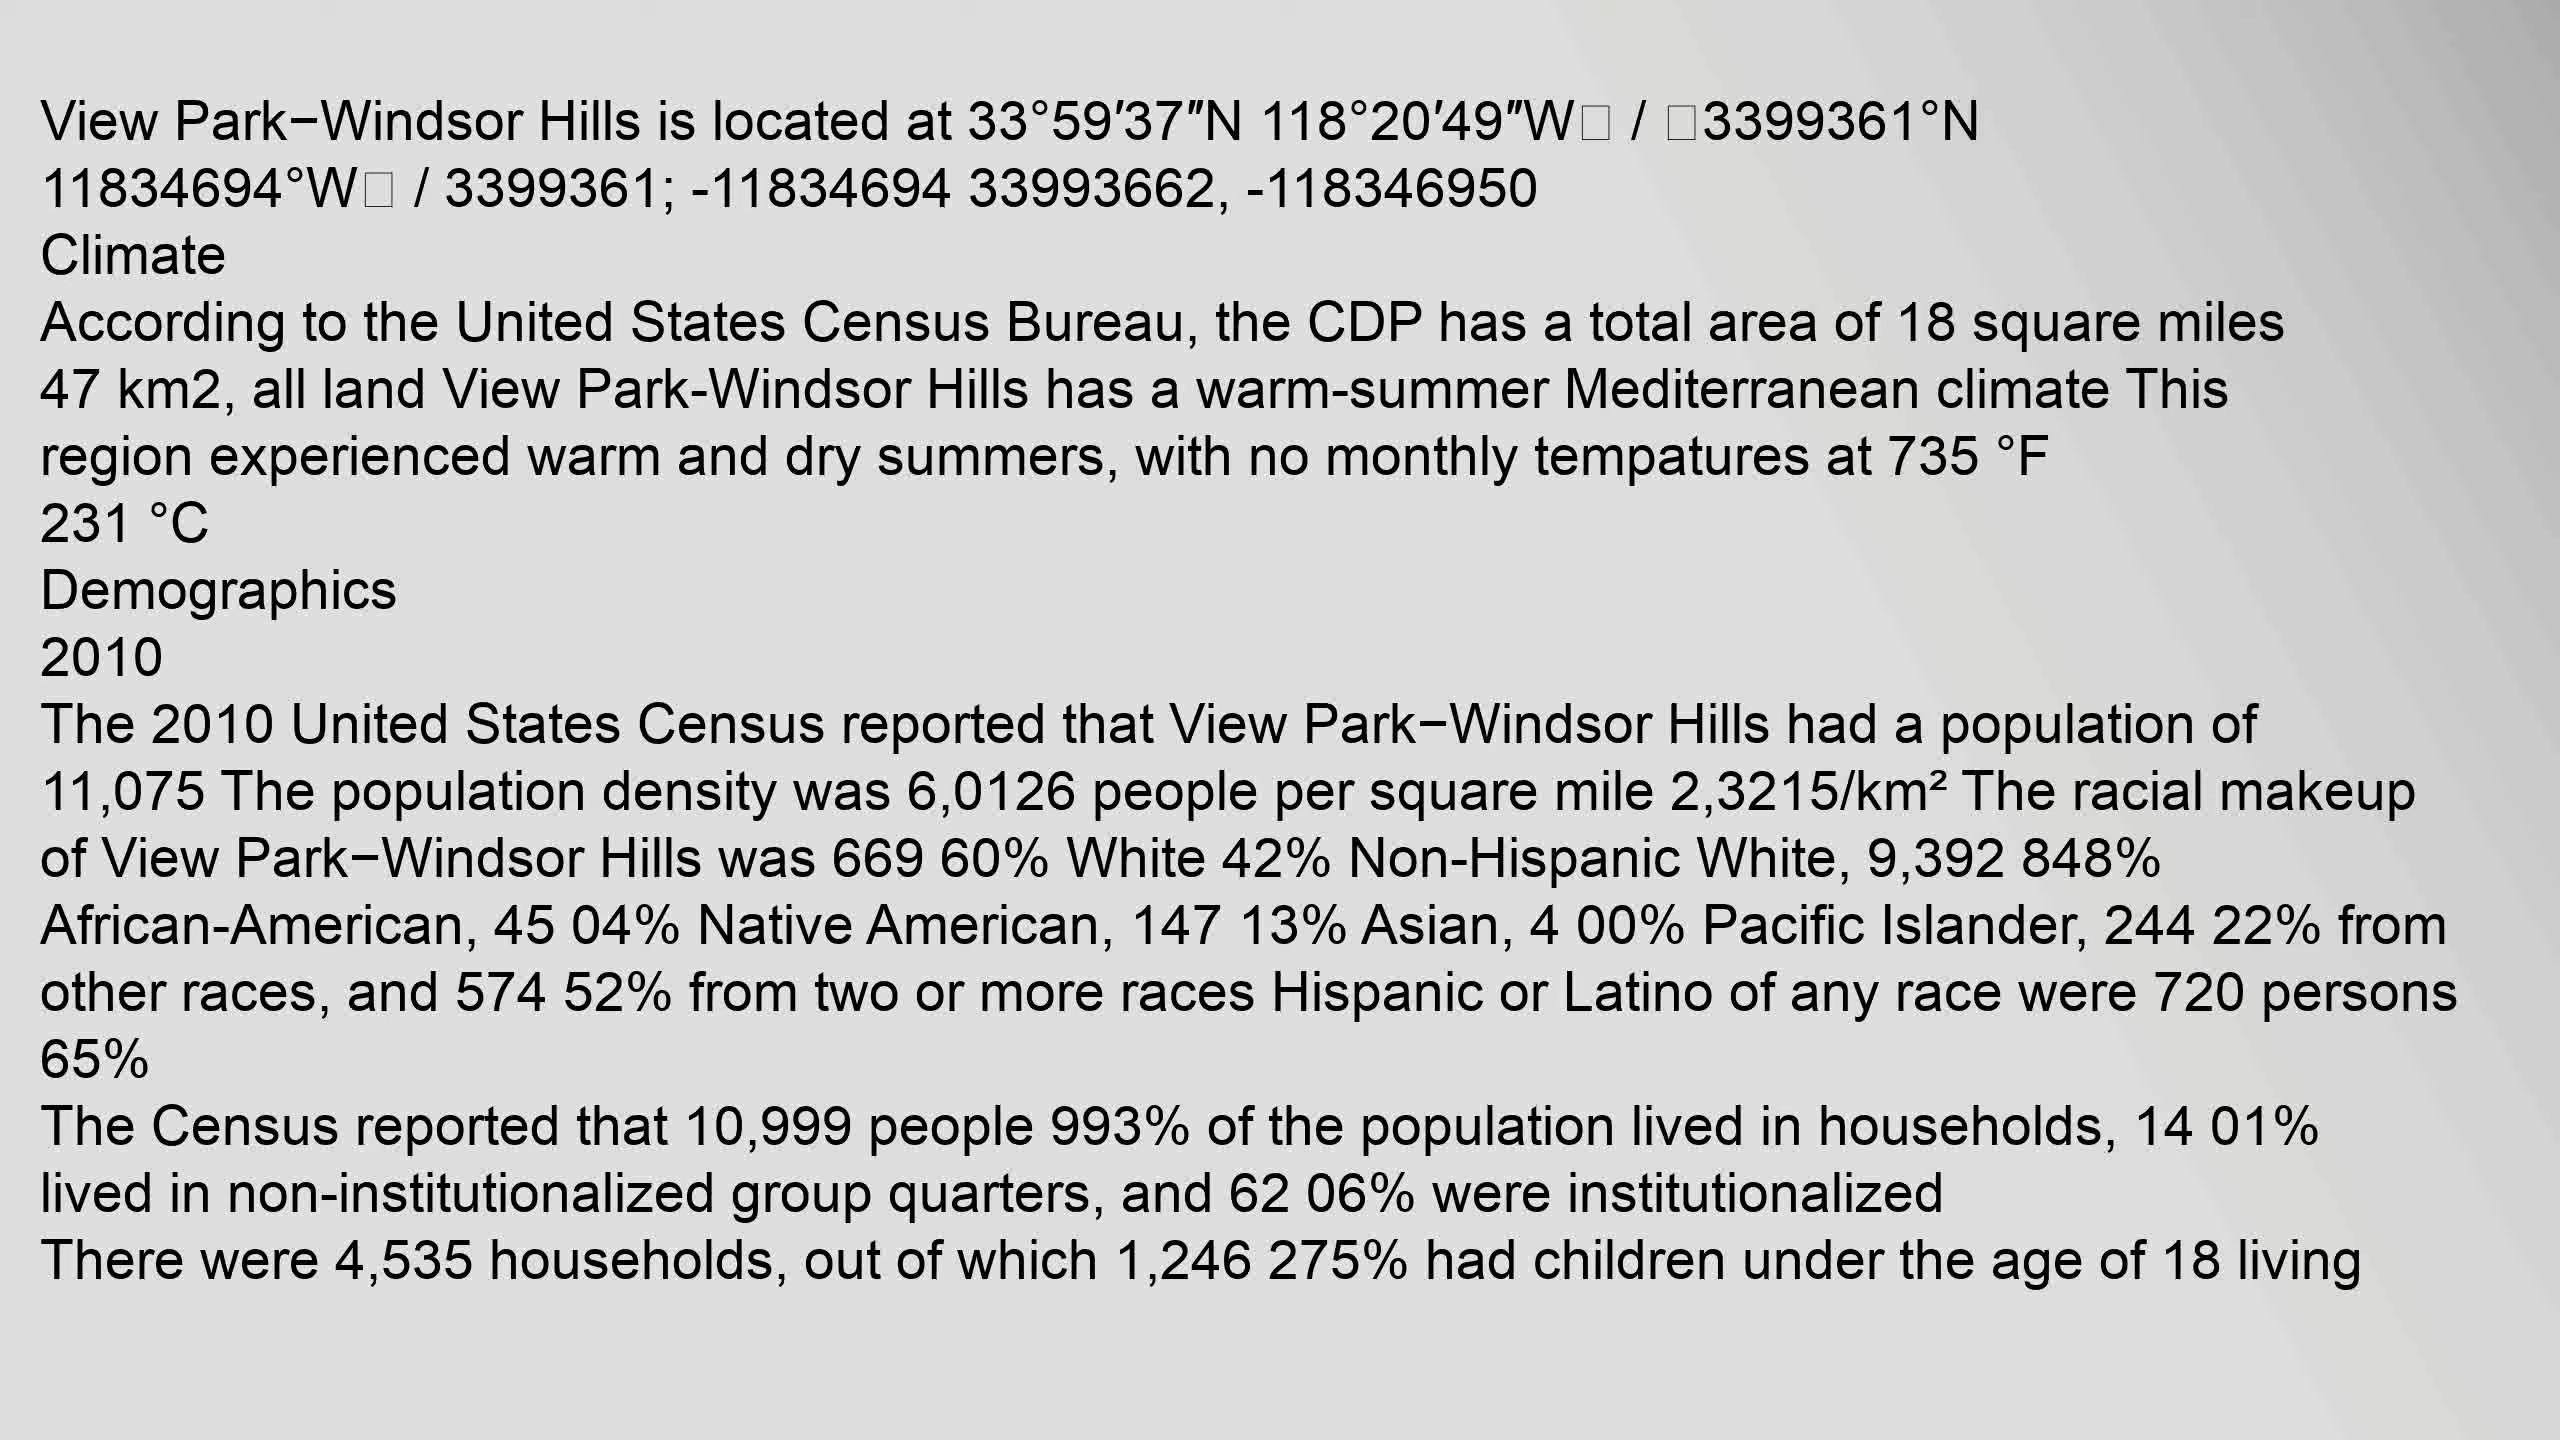 View Park−Windsor Hills is located at 33°59′37″N 118°20′49″W□ / □3399361°N
11834694°W□ / 3399361; -11834694 33993662, -118346950
Climate
According to the United States Census Bureau, the CDP has a total area of 18 square miles
47 km2, all land View Park-Windsor Hills has a warm-summer Mediterranean climate This
region experienced warm and dry summers, with no monthly tempatures at 735 °F
231 °C
Demographics
2010
The 2010 United States Census reported that View Park−Windsor Hills had a population of
11,075 The population density was 6,0126 people per square mile 2,3215/km² The racial makeup
of View Park−Windsor Hills was 669 60% White 42% Non-Hispanic White, 9,392 848%
African-American, 45 04% Native American, 147 13% Asian, 4 00% Pacific Islander, 244 22% from
other races, and 574 52% from two or more races Hispanic or Latino of any race were 720 persons
65%
The Census reported that 10,999 people 993% of the population lived in households, 14 01%
lived in non-institutionalized group quarters, and 62 06% were institutionalized
There were 4,535 households, out of which 1,246 275% had children under the age of 18 living